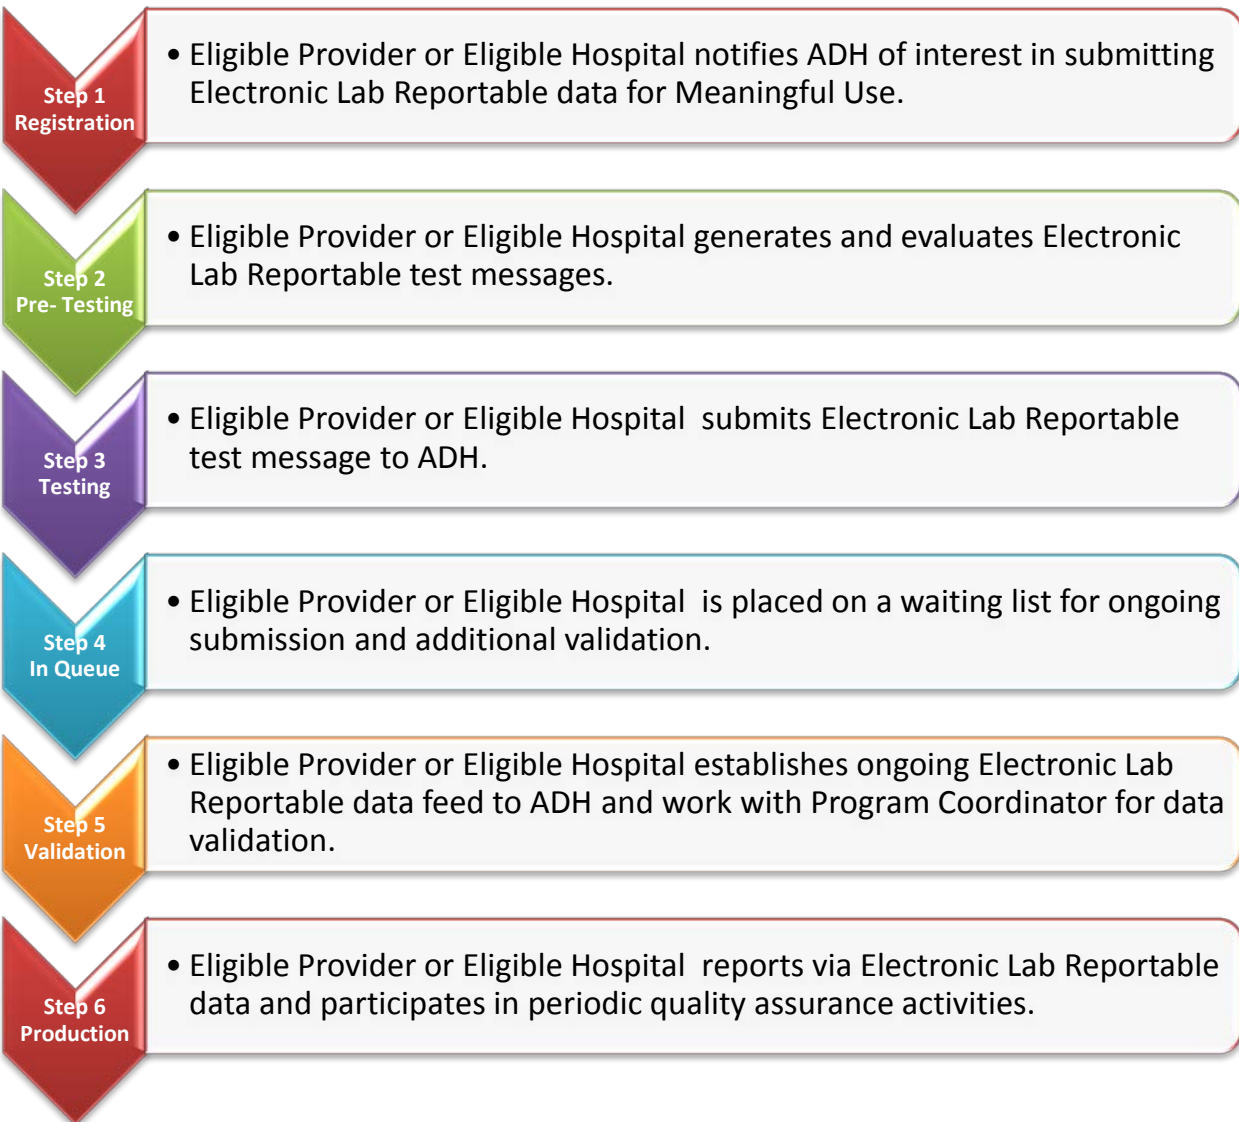 Step 1
Registration
• Eligible Provider or Eligible Hospital notifies ADH of interest in submitting
Electronic Lab Reportable data for Meaningful Use.
Step 2
Pre- Testing
• Eligible Provider or Eligible Hospital generates and evaluates Electronic
Lab Reportable test messages.
Step 3
Testing
• Eligible Provider or Eligible Hospital  submits Electronic Lab Reportable
test message to ADH.
Step 4
In Queue
• Eligible Provider or Eligible Hospital  is placed on a waiting list for ongoing
submission and additional validation.
Step 5
Validation
• Eligible Provider or Eligible Hospital establishes ongoing Electronic Lab
Reportable data feed to ADH and work with Program Coordinator for data
validation.
Step 6
Production
• Eligible Provider or Eligible Hospital  reports via Electronic Lab Reportable
data and participates in periodic quality assurance activities.